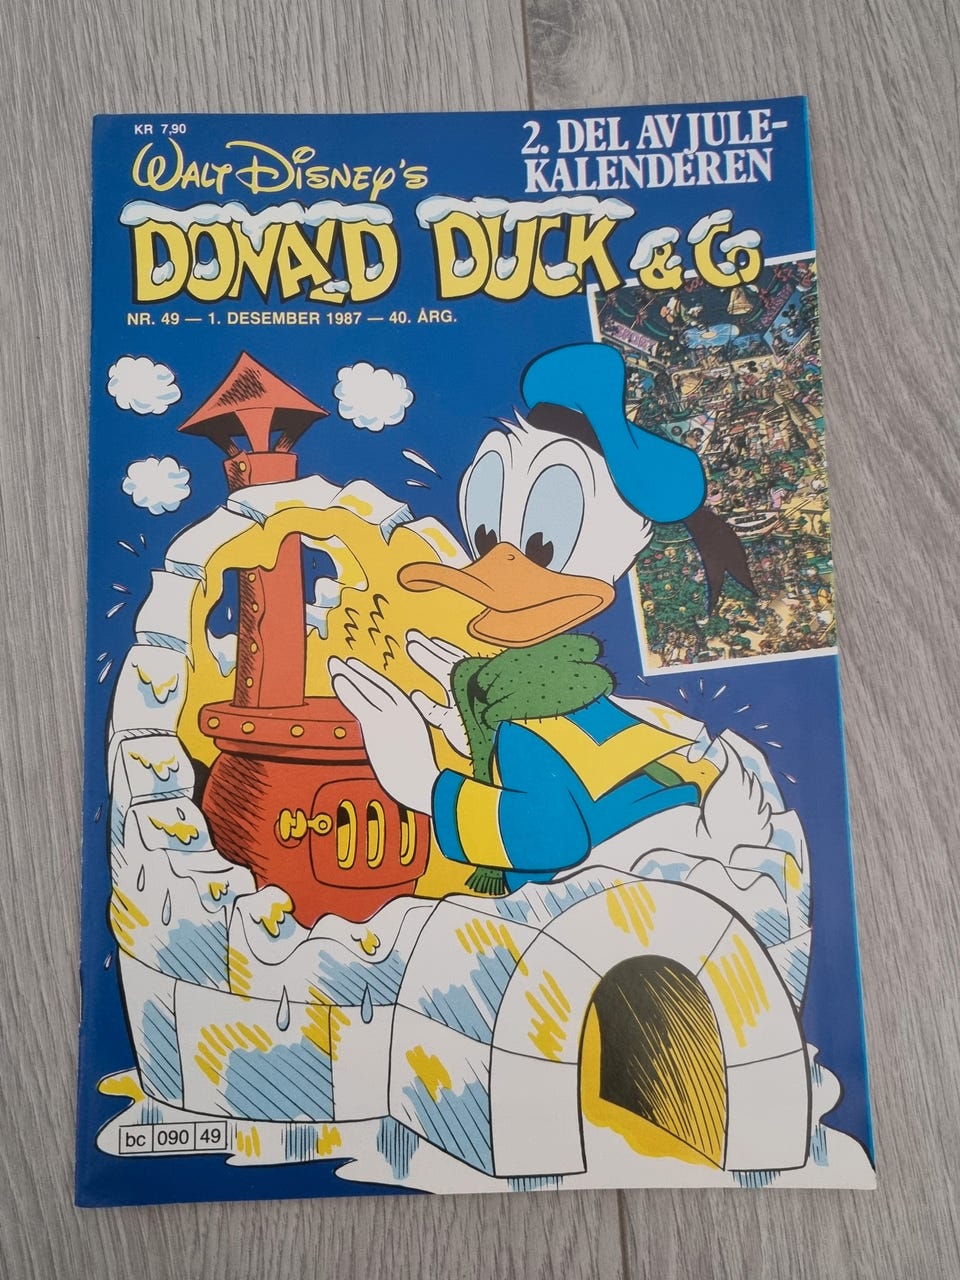 KR 7,90
WALT DISNEY'S
2. DEL AV JULE-
KALENDEREN
DONALD DUCK & Co
NR. 49 — 1. DESEMBER 1987 — 40. ÅRG.
bc 090 49